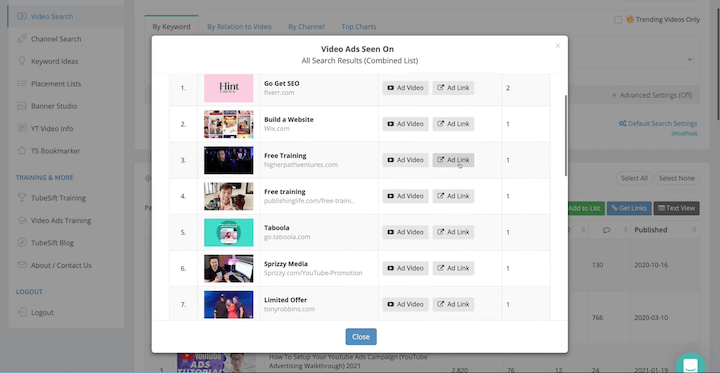 Video Search
Channel Search
Keyword Ideas
Placement Lists
Banner Studio
YT Video Info
TS Bookmarker
TRAINING & MORE
TubeSift Training
Video Ads Training
TubeSift Blog
About / Contact Us
LOGOUT
Logout
By Keyword
By Relation to Video
By Channel
Top Charts
Trending Videos Only
Advanced Settings (Off)
Default Search Settings
(Modified)
Select All
Select None
Add to List
Get Links
Text View
Published
130
2020-10-16
766
2020-03-10
Video Ads Seen On
All Search Results (Combined List)
×
1.
Hint
Go Get SEO
fiverr.com
Ad Video
Ad Link
2
2.
Build a Website
Wix.com
Ad Video
Ad Link
1
3.
Free Training
higherpathventures.com
Ad Video
Ad Link
1
4.
Free training
publishinglife.com/free-traini..
Ad Video
Ad Link
1
5.
Taboola
go.taboola.com
Ad Video
Ad Link
1
6.
Sprizzy Media
Sprizzy.com/YouTube-Promotion
Ad Video
Ad Link
1
7.
Limited Offer
tonyrobbins.com
Ad Video
Ad Link
1
Close
3
YouTube
ADS
How To Setup Your Youtube Ads Campaign (YouTube
Advertising Walkthrough) 2021
2,820
76
12
24
2021-01-19